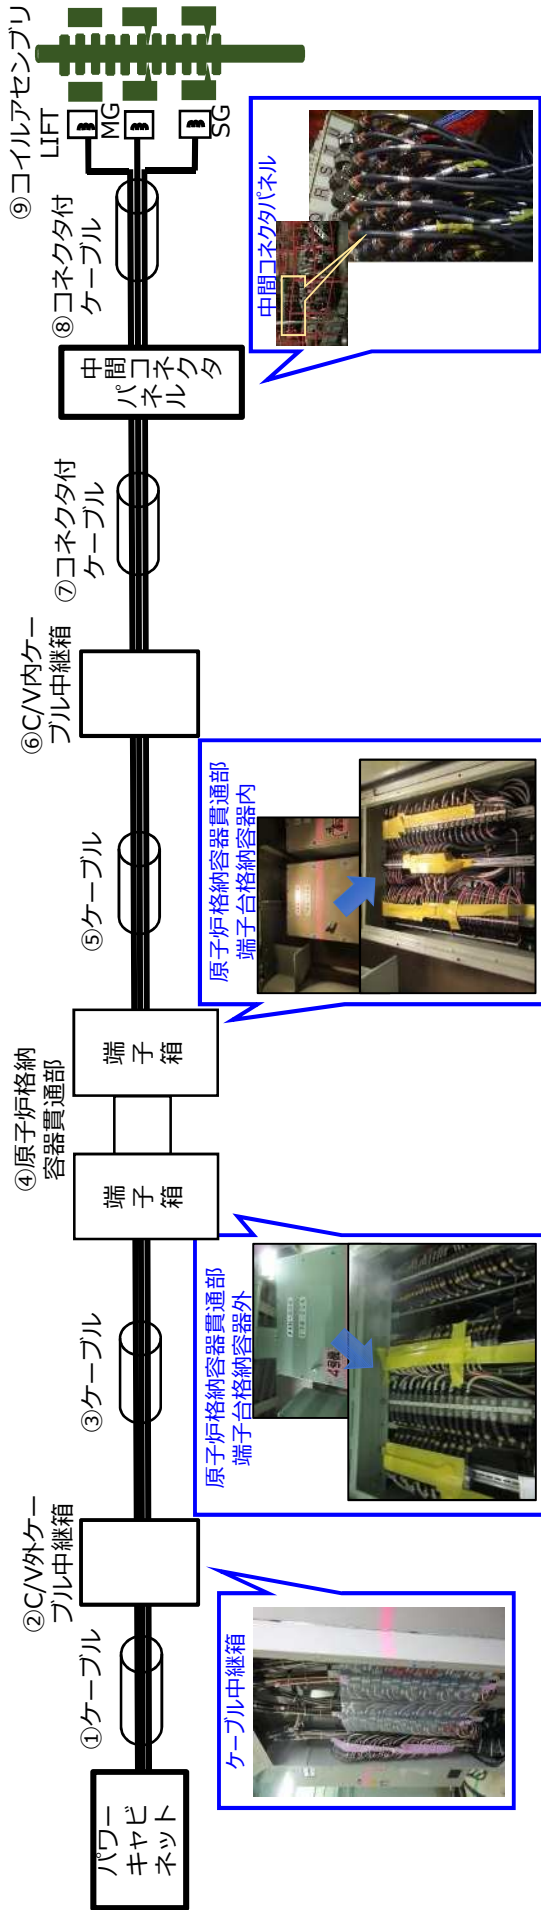 パワー
キャビ
ネット
①ケーブル
②C/V外ケー
ブル中継箱
③ケーブル
④原子炉格納
容器貫通部
端子箱
端子箱
⑤ケーブル
⑥C/V内ケー
ブル中継箱
⑦コネクタ付
ケーブル
中間コネクタ
パネル
⑧コネクタ付
ケーブル
⑨コイルアセンブリ
LIFT
MG
SG
ケーブル中継箱
原子炉格納容器貫通部
端子台格納容器外
原子炉格納容器貫通部
端子台格納容器内
中間コネクタパネル